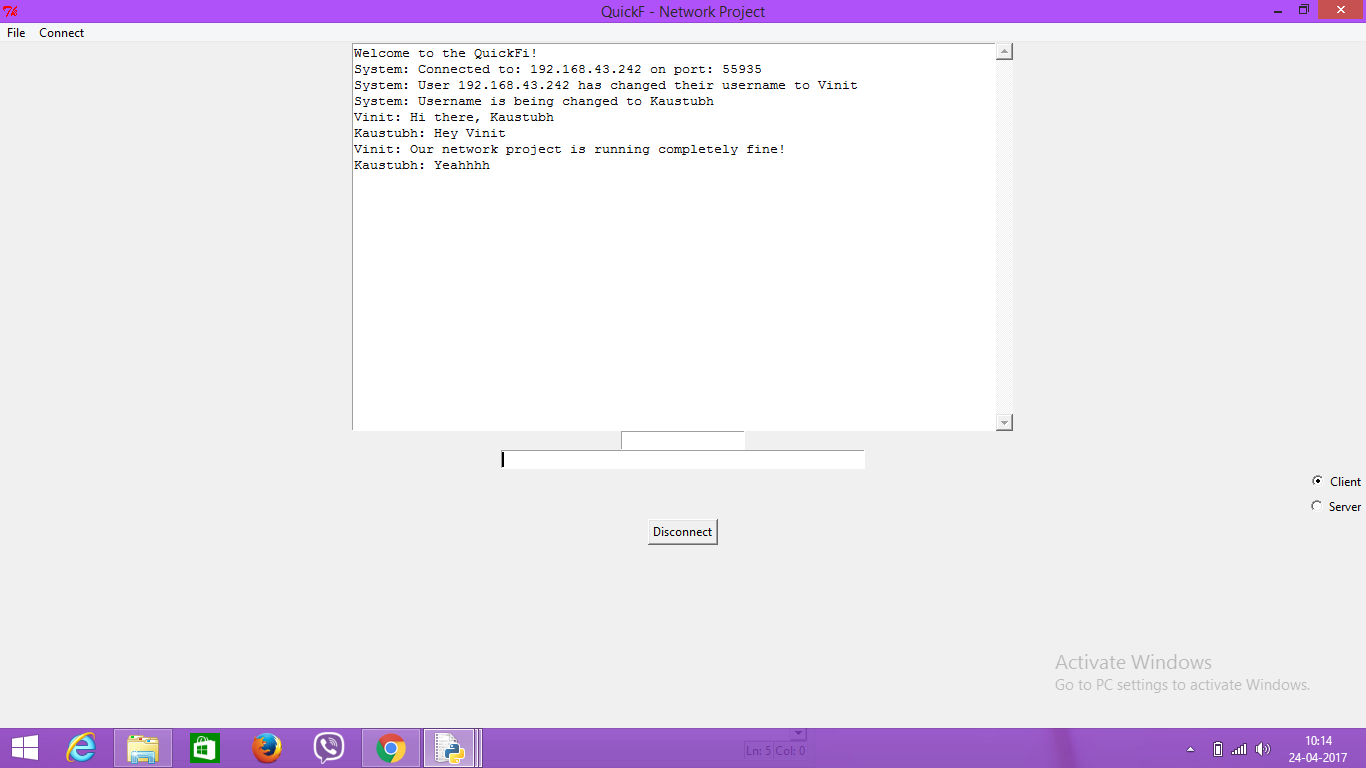 QuickF - Network Project
File Connect
Welcome to the QuickFi!
System: Connected to: 192.168.43.242 on port: 55935
System: User 192.168.43.242 has changed their username to Vinit
System: Username is being changed to Kaustubh
Vinit: Hi there, Kaustubh
Kaustubh: Hey Vinit
Vinit: Our network project is running completely fine!
Kaustubh: Yeahhhh
Client
Server
Disconnect
Activate Windows
Go to PC settings to activate Windows.
Ln: 5 Col: 0
10:14
24-04-2017